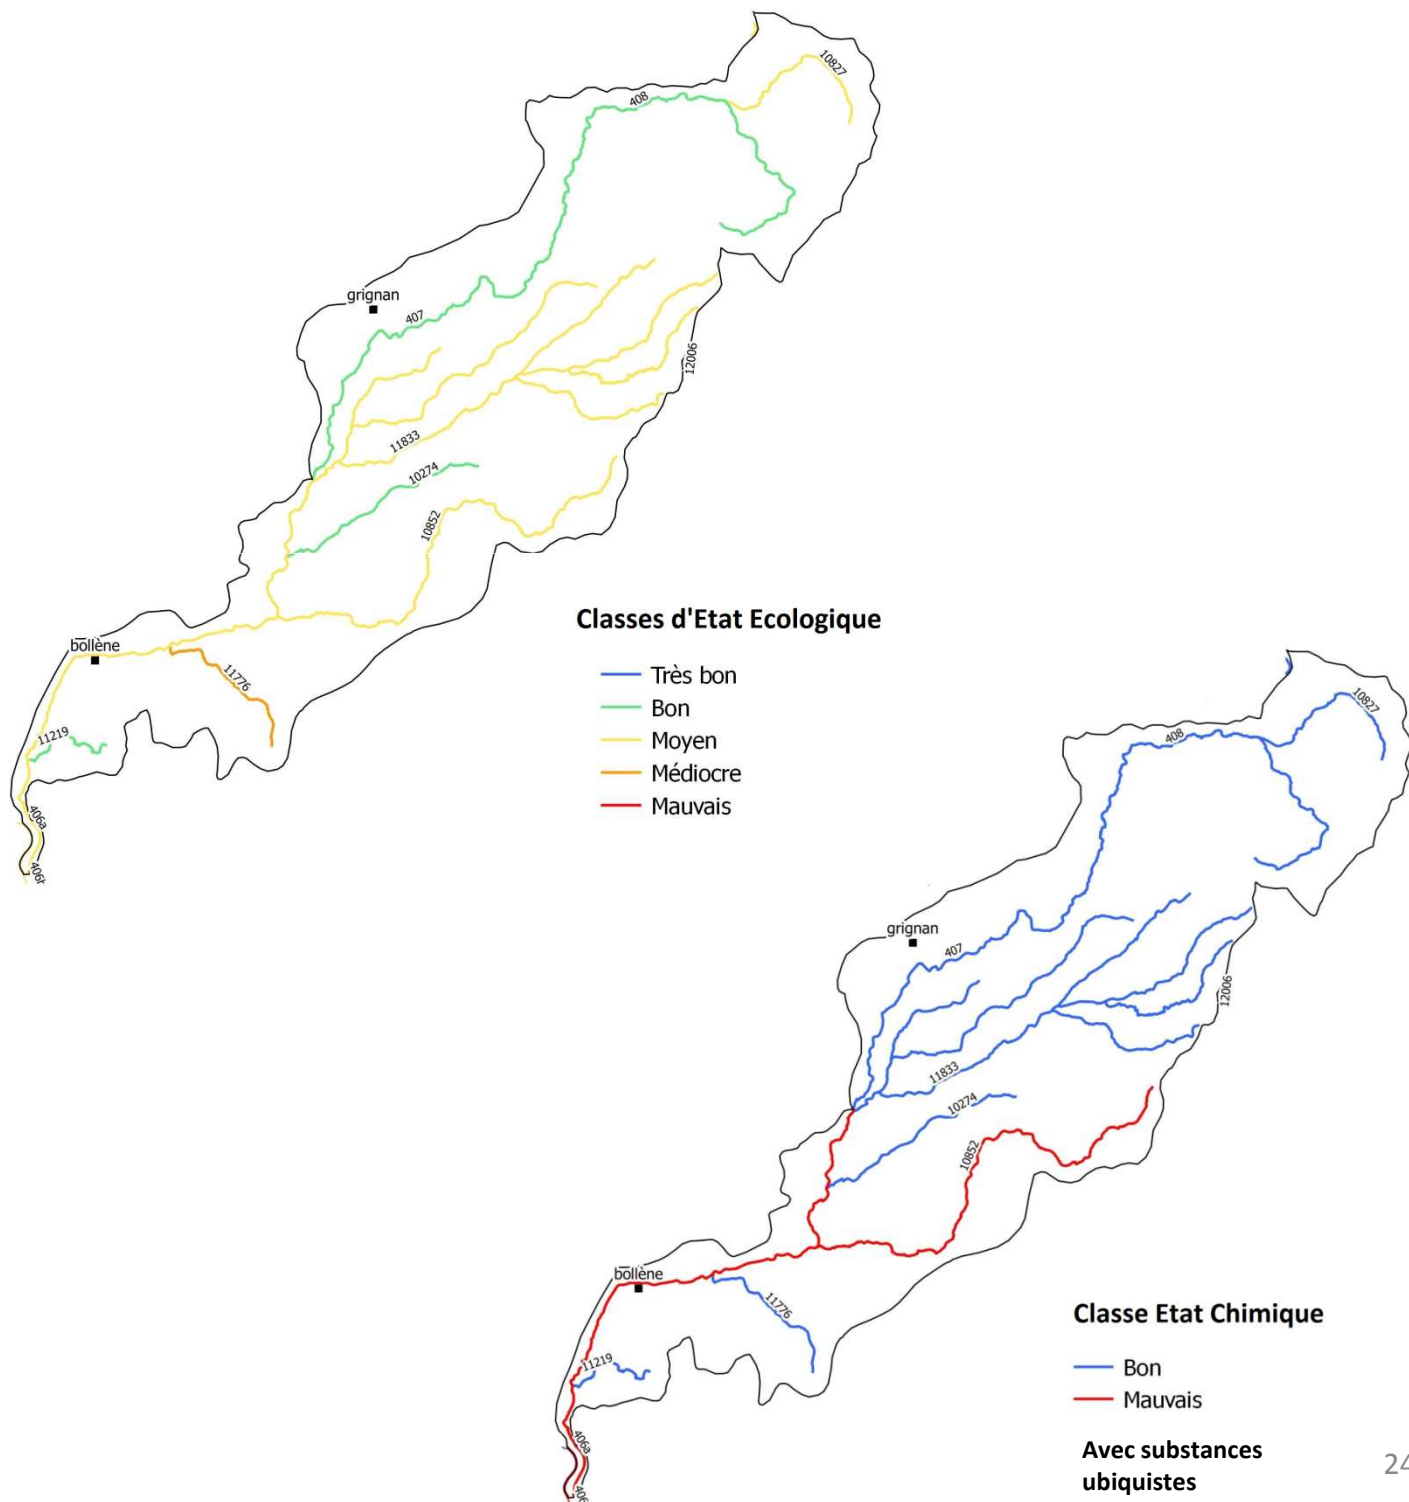 10827
408
grignan
407
12006
11833
10274
10852
Classes d'Etat Ecologique
Très bon
Bon
Moyen
Médiocre
Mauvais
bollène
11776
11219
406a
10827
408
grignan
407
12006
11833
10274
10852
bollène
11776
11219
406a
Classe Etat Chimique
Bon
Mauvais
Avec substances
ubiquistes
24